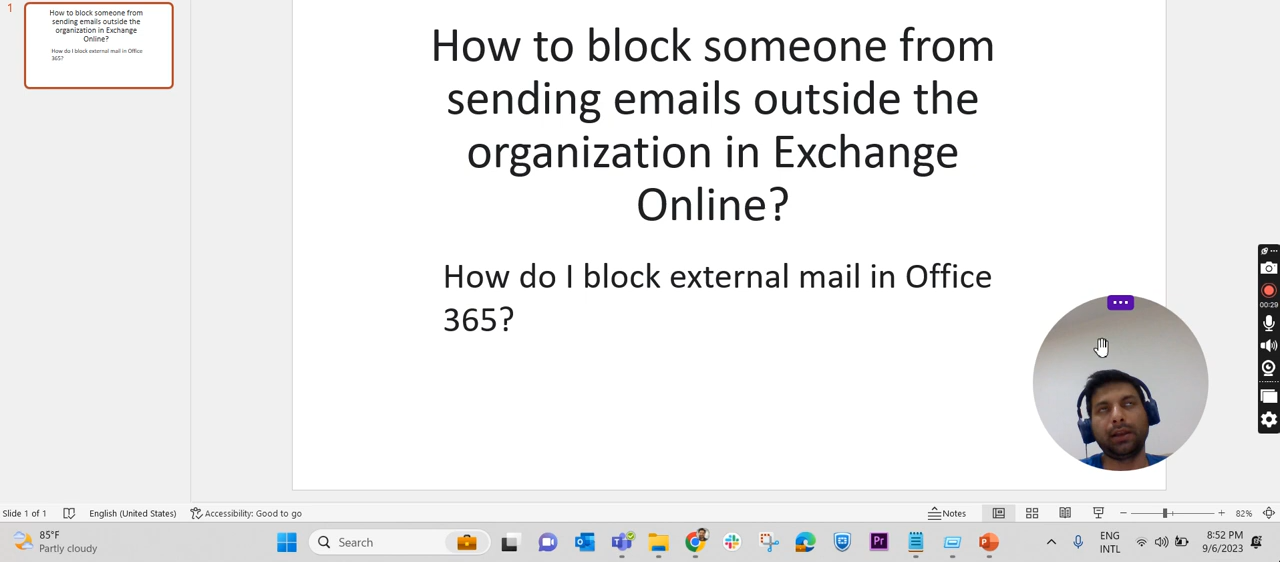 1
How to block someone from
sending emails outside the
organization in Exchange
Online?
How do I block external mail in Office
365?
How to block someone from
sending emails outside the
organization in Exchange
Online?
How do I block external mail in Office
365?
00:29
Slide 1 of 1
English (United States)
Accessibility: Good to go
Notes
82%
85°F
Partly cloudy
Search
Pr
ENG
INTL
8:52 PM
9/6/2023